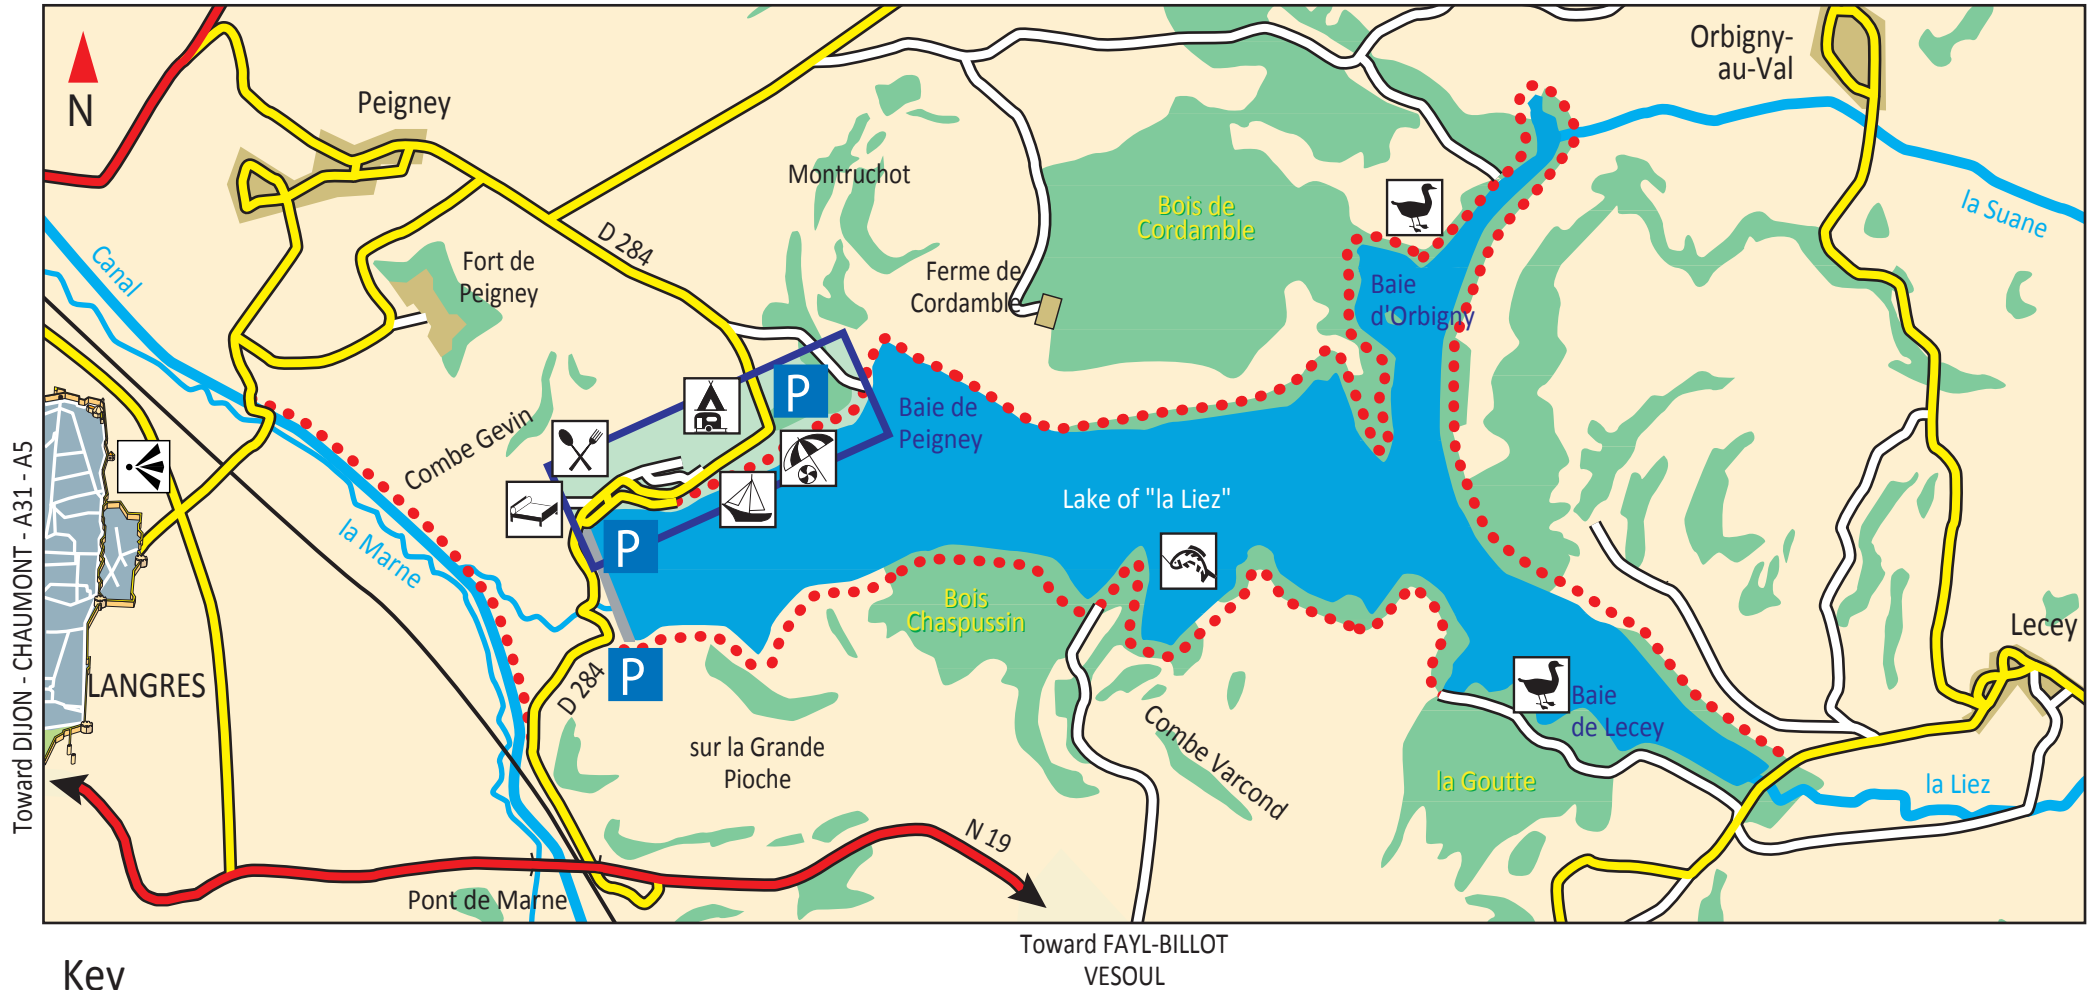 N
Peigney
Orbigny-
au-Val
Montruchot
Bois de
Cordamble
la Suane
Canal
D 284
Fort de
Peigney
Ferme de
Cordamble
Baie
d'Orbigny
P
Baie de
Peigney
Combe Gevin
Lake of "la Liez"
la Marne
P
Bois
Chaspussin
Lecey
P
LANGRES
D 284
Baie
de Lecey
sur la Grande
Pioche
Combe Varcond
la Goutte
la Liez
N 19
Pont de Marne
Toward DIJON - CHAUMONT - A31 - A5
Toward FAYL-BILLOT
VESOUL
Key